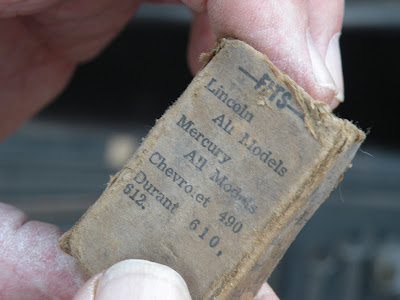 —FITS—
Lincoln
All Models
Mercury
All Models
Chevrolet 490
Durant 610,
612.